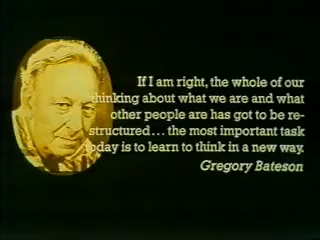 If I am right, the whole of our
thinking about what we are and what
other people are has got to be re-
structured... the most important task
today is to learn to think in a new way.
Gregory Bateson